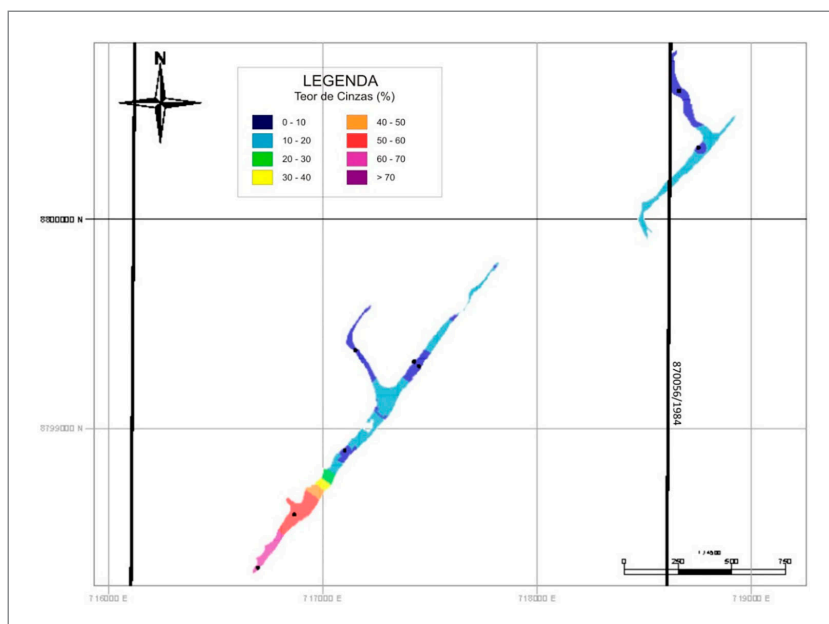 N
LEGENDA
Teor de Cinzas (%)
0 - 10 40 - 50
10 - 20 50 - 60
20 - 30 60 - 70
30 - 40 > 70
8800000 N
870056/1984
8799000 N
0 250 500 750
716000 E 717000 E 718000 E 719000 E